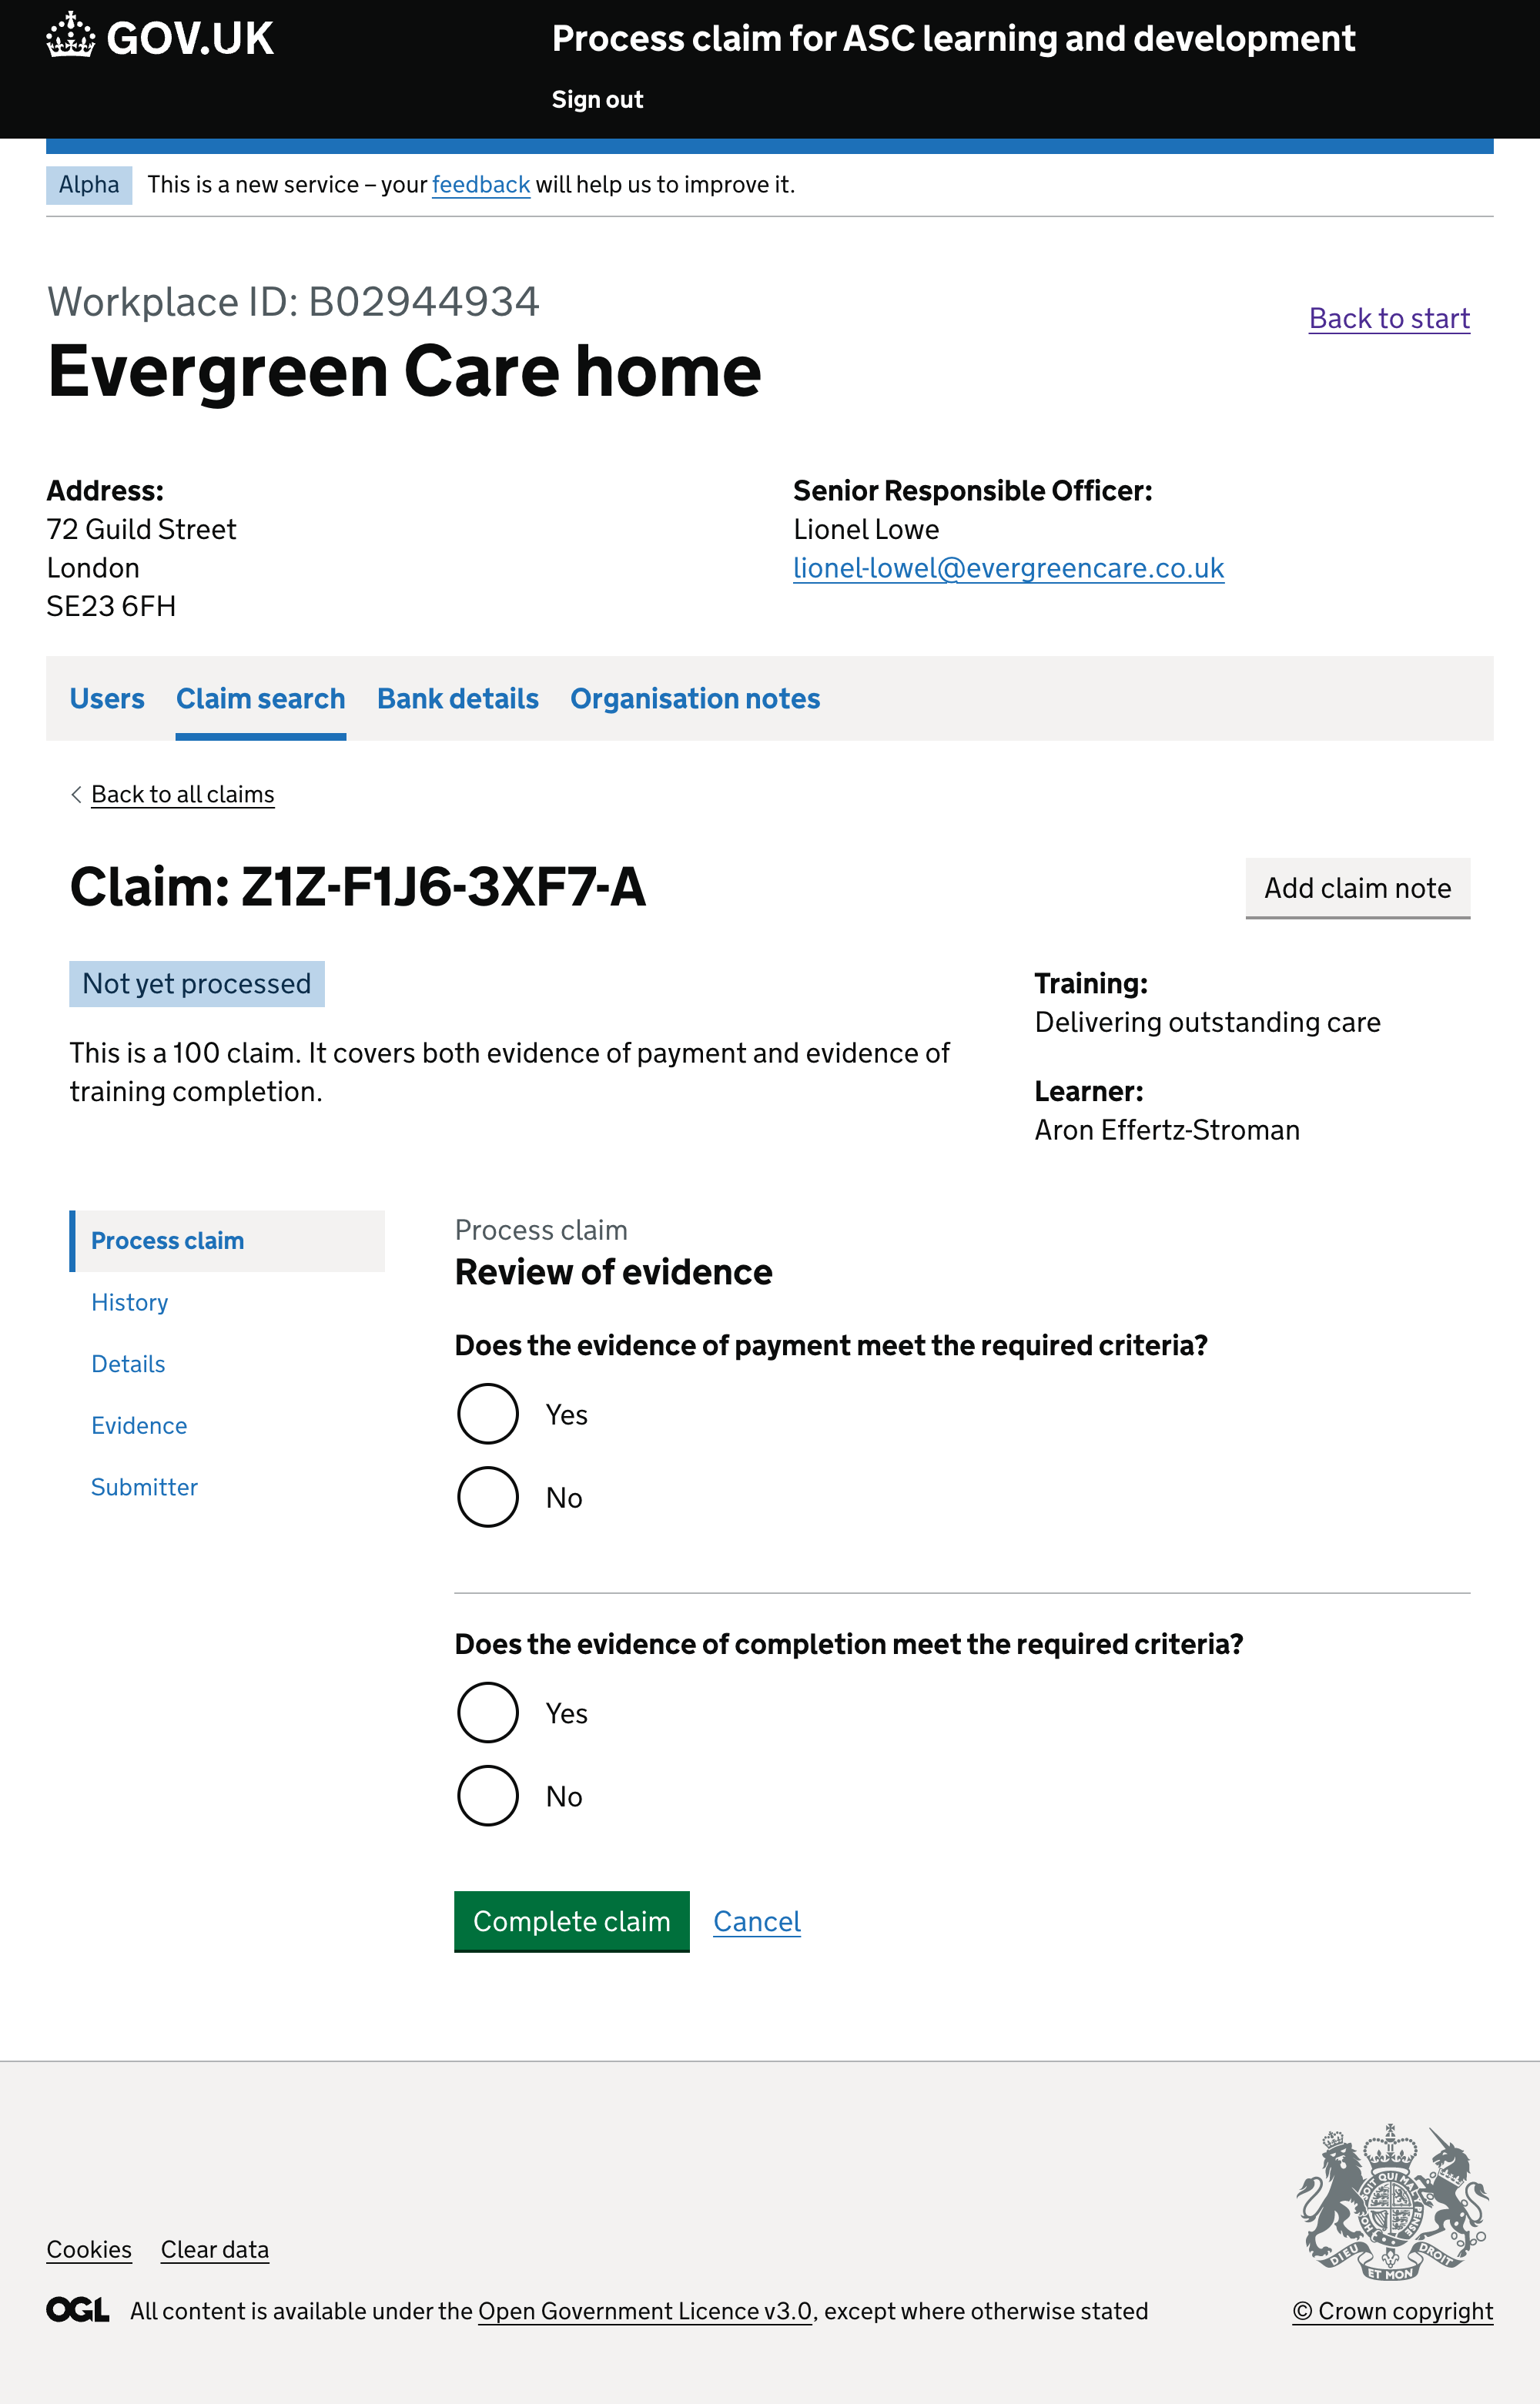 GOV.UK
Process claim for ASC learning and development
Sign out
Alpha This is a new service – your feedback will help us to improve it.
Workplace ID: B02944934
Back to start
Evergreen Care home
Address:
72 Guild Street
London
SE23 6FH
Senior Responsible Officer:
Lionel Lowe
lionel-lowel@evergreencare.co.uk
Users Claim search Bank details Organisation notes
Back to all claims
Claim: Z1Z-F1J6-3XF7-A
Add claim note
Not yet processed
This is a 100 claim. It covers both evidence of payment and evidence of
training completion.
Training:
Delivering outstanding care
Learner:
Aron Effertz-Stroman
Process claim
History
Details
Evidence
Submitter
Process claim
Review of evidence
Does the evidence of payment meet the required criteria?
Yes
No
Does the evidence of completion meet the required criteria?
Yes
No
Complete claim Cancel
SOIT QUI MAL
DIEU ET MON DROIT
Cookies Clear data
OGL All content is available under the Open Government Licence v3.0, except where otherwise stated
© Crown copyright